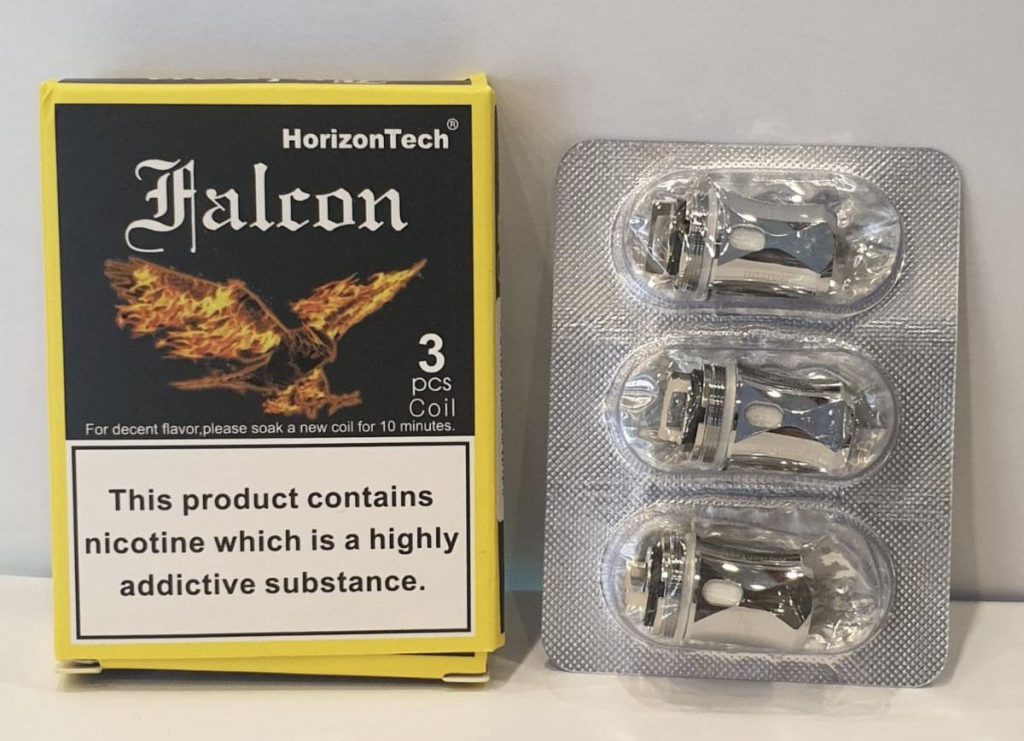 HorizonTech®
Falcon
3
pcs
Coil
For decent flavor,please soak a new coil for 10 minutes.
This product contains
nicotine which is a highly
addictive substance.